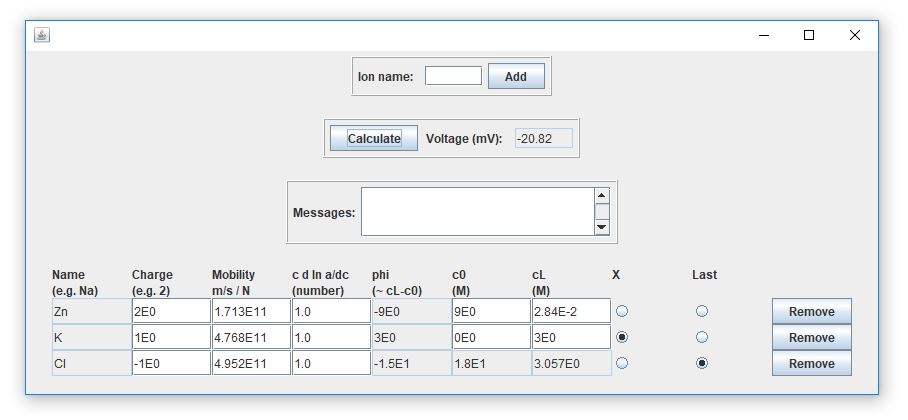 Ion name: Add
Calculate Voltage (mV): -20.82
Messages:
Name Charge Mobility c d ln a/dc phi c0 cL X Last
(e.g. Na) (e.g. 2) m/s / N (number) (~ cL-c0) (M) (M)
Zn 2E0 1.713E11 1.0 -9E0 9E0 2.84E-2 Remove
K 1E0 4.768E11 1.0 3E0 0E0 3E0 Remove
Cl -1E0 4.952E11 1.0 -1.5E1 1.8E1 3.057E0 Remove